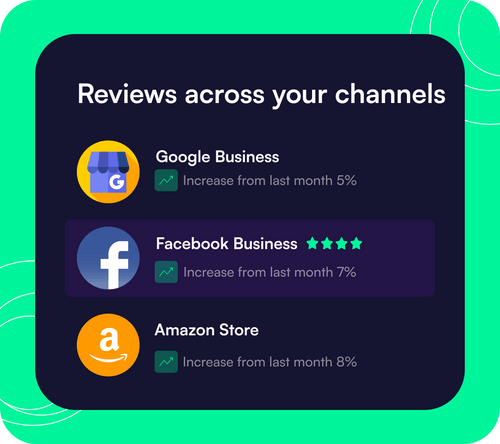 Reviews across your channels
Google Business
Increase from last month 5%
Facebook Business
Increase from last month 7%
Amazon Store
Increase from last month 8%